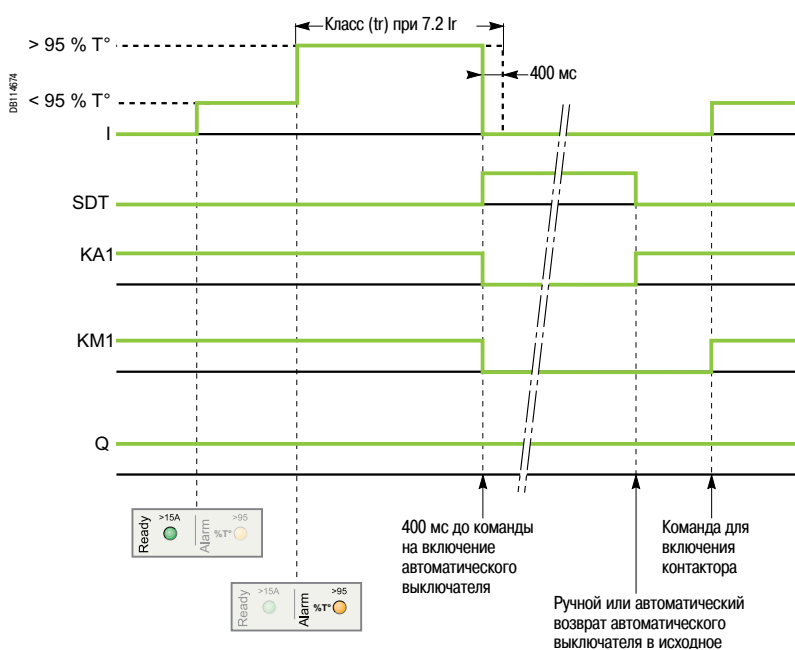 Класс (tr) при 7.2 Ir
> 95 % T°
400 мс
< 95 % T°
DB114674
I
SDT
KA1
KM1
Q
Ready
>15A
Alarm
>95
%T°
Ready
>15A
Alarm
>95
%T°
400 мс до команды
на включение
автоматического
выключателя
Команда для
включения
контактора
Ручной или автоматический
возврат автоматического
выключателя в исходное